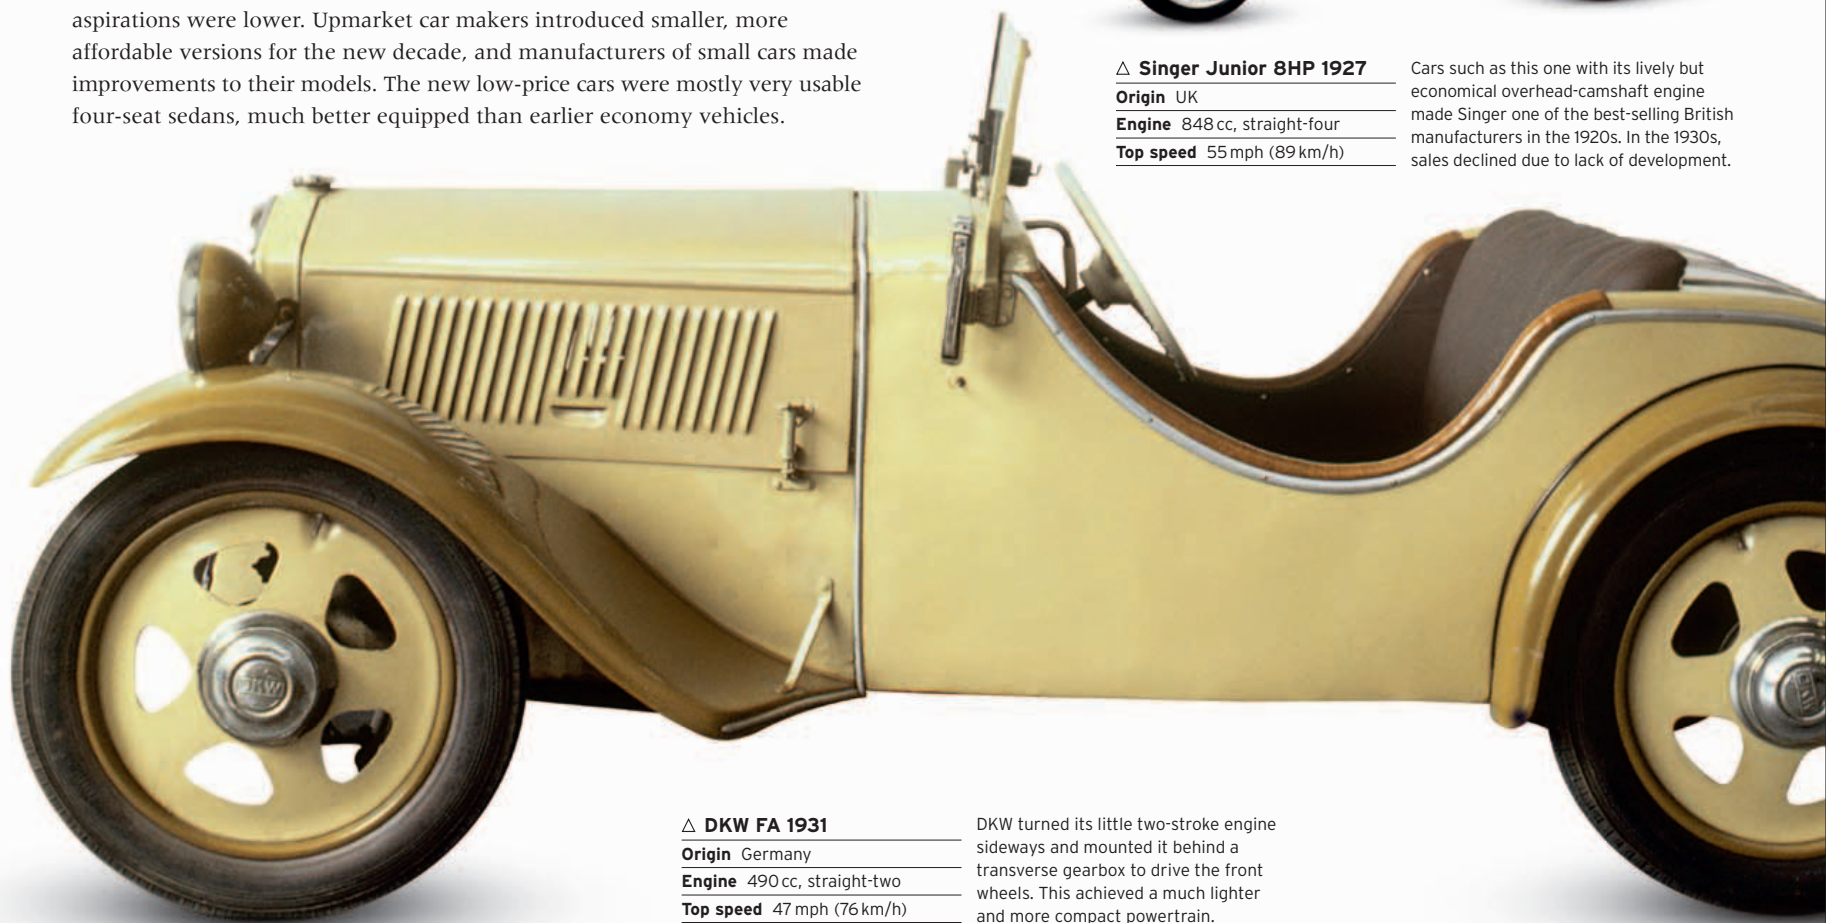 aspirations were lower. Upmarket car makers introduced smaller, more
affordable versions for the new decade, and manufacturers of small cars made
improvements to their models. The new low-price cars were mostly very usable
four-seat sedans, much better equipped than earlier economy vehicles.
△ Singer Junior 8HP 1927
Origin UK
Engine 848 cc, straight-four
Top speed 55 mph (89 km/h)
Cars such as this one with its lively but
economical overhead-camshaft engine
made Singer one of the best-selling British
manufacturers in the 1920s. In the 1930s,
sales declined due to lack of development.
DKW
DKW
△ DKW FA 1931
Origin Germany
Engine 490 cc, straight-two
Top speed 47 mph (76 km/h)
DKW turned its little two-stroke engine
sideways and mounted it behind a
transverse gearbox to drive the front
wheels. This achieved a much lighter
and more compact powertrain.